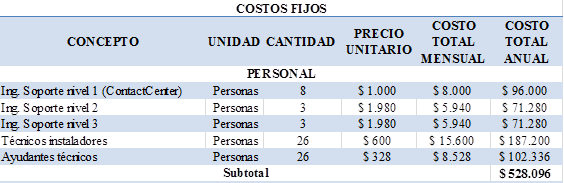 COSTOS FIJOS
CONCEPTO UNIDAD CANTIDAD PRECIO UNITARIO COSTO TOTAL MENSUAL COSTO TOTAL ANUAL
PERSONAL
Ing. Soporte nivel 1 (ContactCenter) Personas 8 $ 1.000 $ 8.000 $ 96.000
Ing. Soporte nivel 2 Personas 3 $ 1.980 $ 5.940 $ 71.280
Ing. Soporte nivel 3 Personas 3 $ 1.980 $ 5.940 $ 71.280
Técnicos instaladores Personas 26 $ 600 $ 15.600 $ 187.200
Ayudantes técnicos Personas 26 $ 328 $ 8.528 $ 102.336
Subtotal $ 528.096